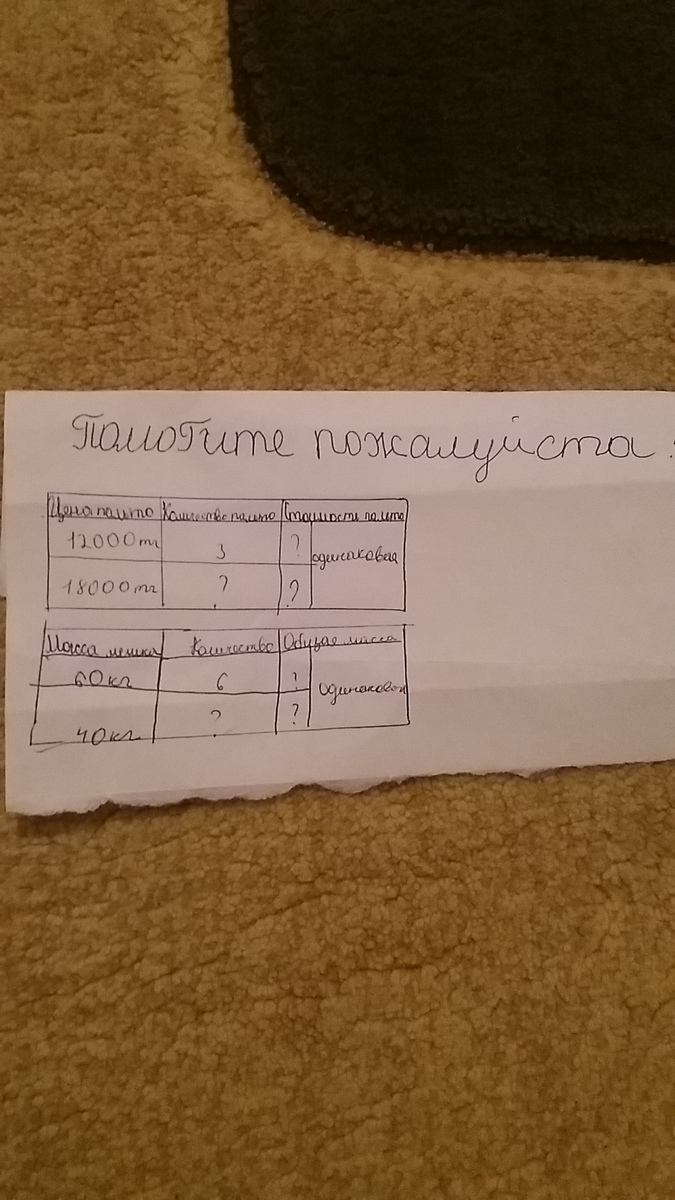 Помогите пожалуйста
Цена пальто Количество пальто Стоимость пальто
12000тг 3 ? одинаковая
18000тг ? ?
Масса мешка Количество Общая масса
60кг 6 ? одинаковая
40кг ? ?